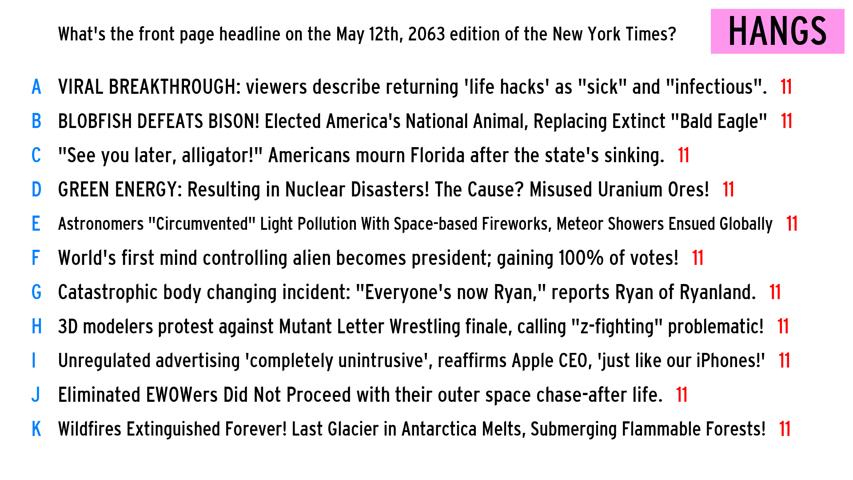 What's the front page headline on the May 12th, 2063 edition of the New York Times?
HANGS
A VIRAL BREAKTHROUGH: viewers describe returning 'life hacks' as "sick" and "infectious". 11
B BLOBFISH DEFEATS BISON! Elected America's National Animal, Replacing Extinct "Bald Eagle" 11
C "See you later, alligator!" Americans mourn Florida after the state's sinking. 11
D GREEN ENERGY: Resulting in Nuclear Disasters! The Cause? Misused Uranium Ores! 11
E Astronomers "Circumvented" Light Pollution With Space-based Fireworks, Meteor Showers Ensued Globally 11
F World's first mind controlling alien becomes president; gaining 100% of votes! 11
G Catastrophic body changing incident: "Everyone's now Ryan," reports Ryan of Ryanland. 11
H 3D modelers protest against Mutant Letter Wrestling finale, calling "z-fighting" problematic! 11
I Unregulated advertising 'completely unintrusive', reaffirms Apple CEO, 'just like our iPhones!' 11
J Eliminated EWOWers Did Not Proceed with their outer space chase-after life. 11
K Wildfires Extinguished Forever! Last Glacier in Antarctica Melts, Submerging Flammable Forests! 11